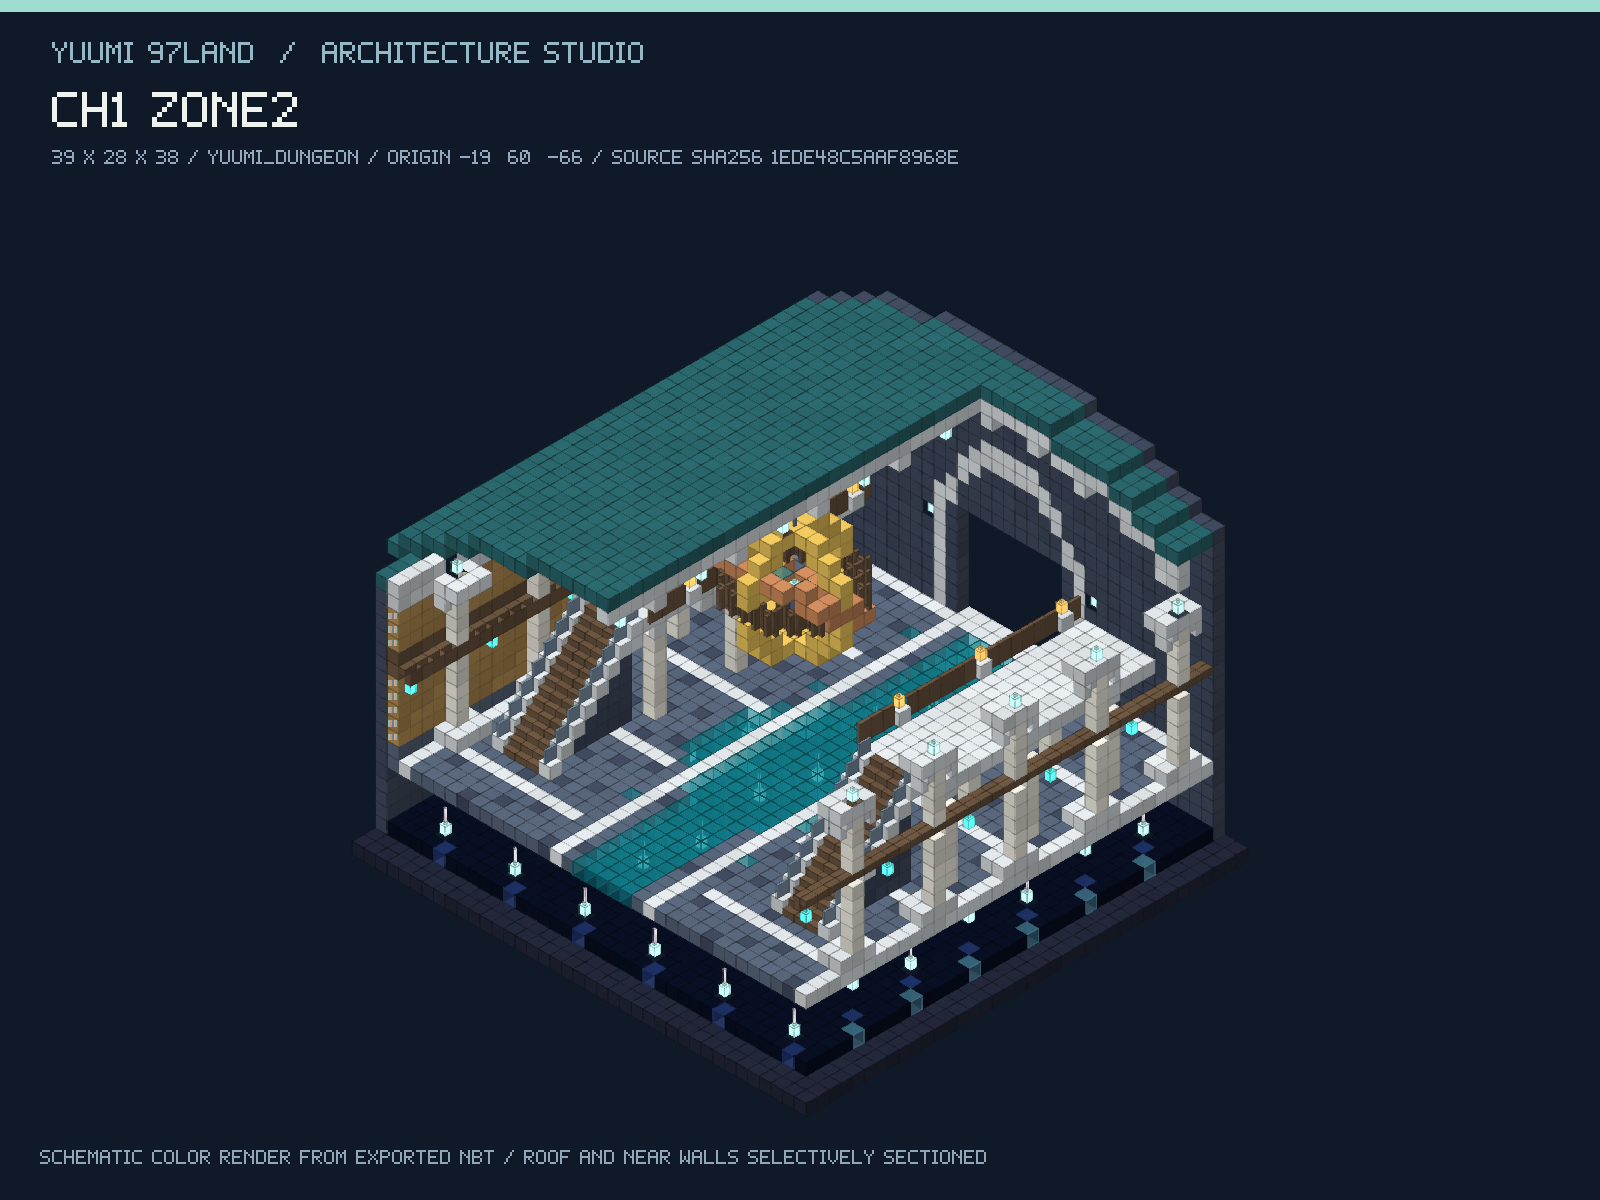 YUUMI 97LAND / ARCHITECTURE STUDIO
CH1 ZONE2
39 X 28 X 38 / YUUMI_DUNGEON / ORIGIN -19 60 -66 / SOURCE SHA256 1EDE48C5AAF8968E
SCHEMATIC COLOR RENDER FROM EXPORTED NBT / ROOF AND NEAR WALLS SELECTIVELY SECTIONED